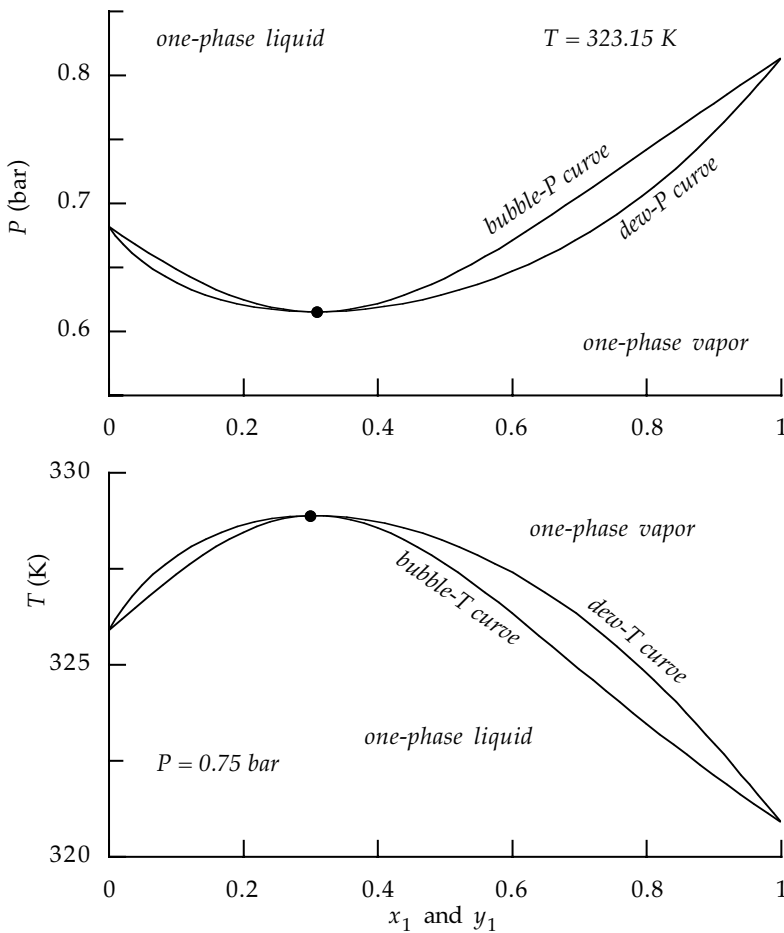 one-phase liquid
T = 323.15 K
0.8
bubble-P curve
0.7
P (bar)
dew-P curve
0.6
one-phase vapor
0 0.2 0.4 0.6 0.8 1
330
one-phase vapor
T (K)
bubble-T curve
dew-T curve
325
one-phase liquid
P = 0.75 bar
320
0 0.2 0.4 0.6 0.8 1
x₁ and y₁